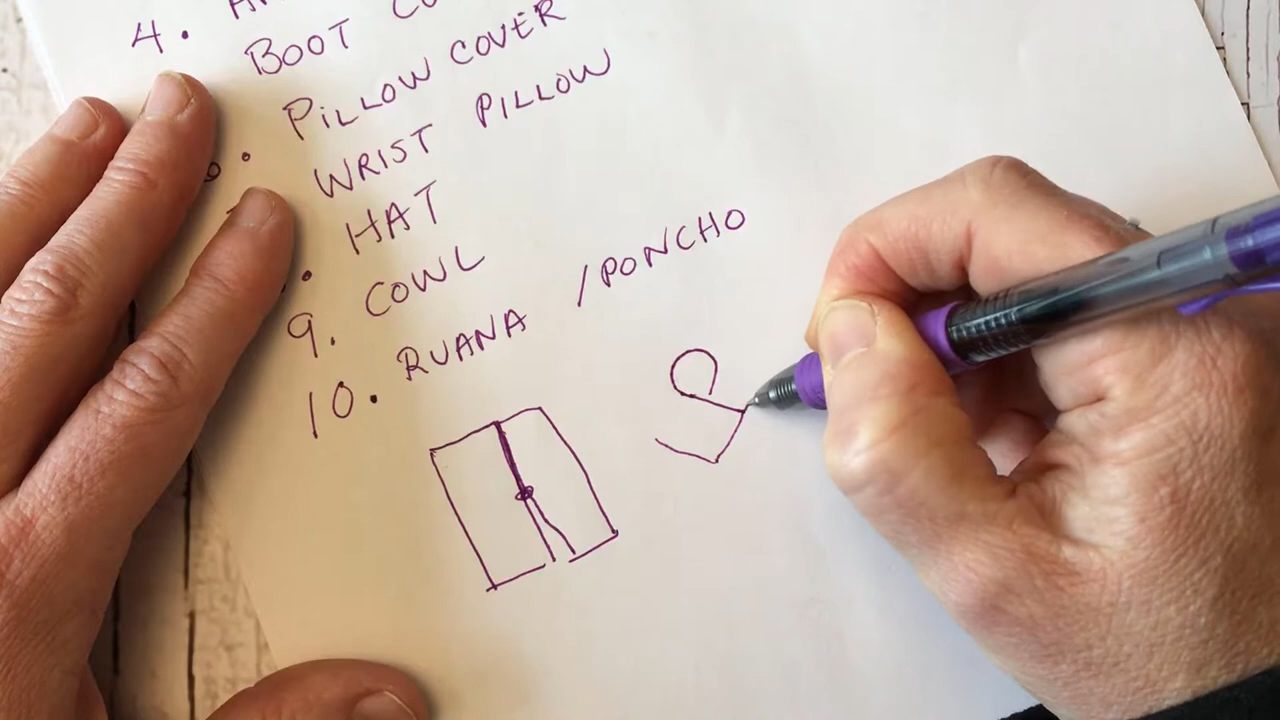 4.
BOOT
PILLOW COVER
WRIST PILLOW
HAT
9. COWL
10. RUANA /PONCHO